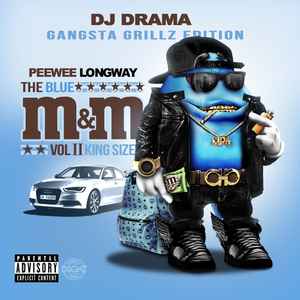 DJ DRAMA
GANGSTA GRILLZ EDITION
PEEWEE LONGWAY
THE BLUE
m&m
VOL II KING SIZE
PARENTAL
ADVISORY
EXPLICIT CONTENT